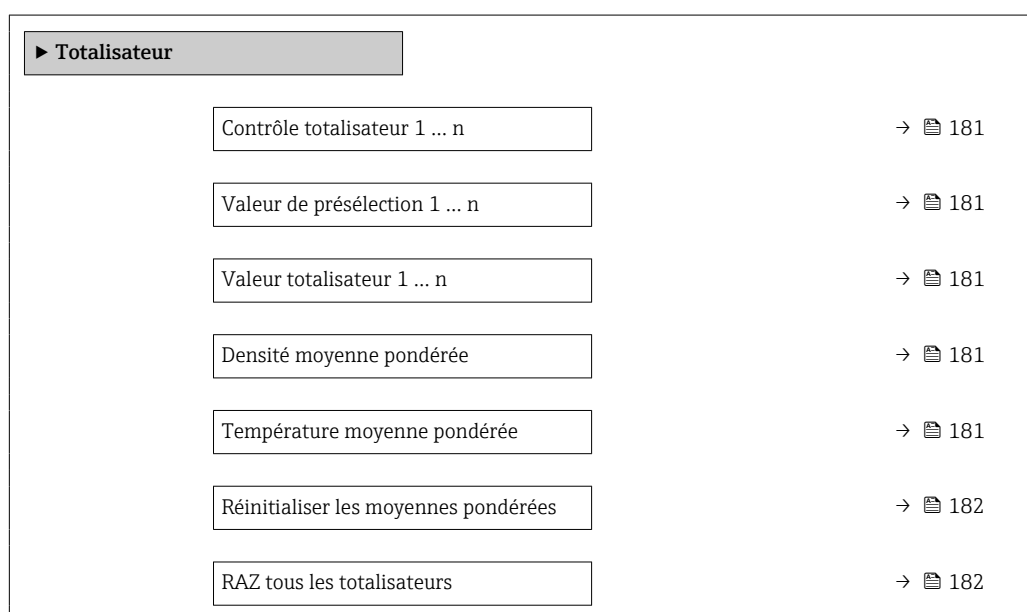 ▶ Totalisateur
Contrôle totalisateur 1 … n → 181
Valeur de présélection 1 … n → 181
Valeur totalisateur 1 … n → 181
Densité moyenne pondérée → 181
Température moyenne pondérée → 181
Réinitialiser les moyennes pondérées → 182
RAZ tous les totalisateurs → 182